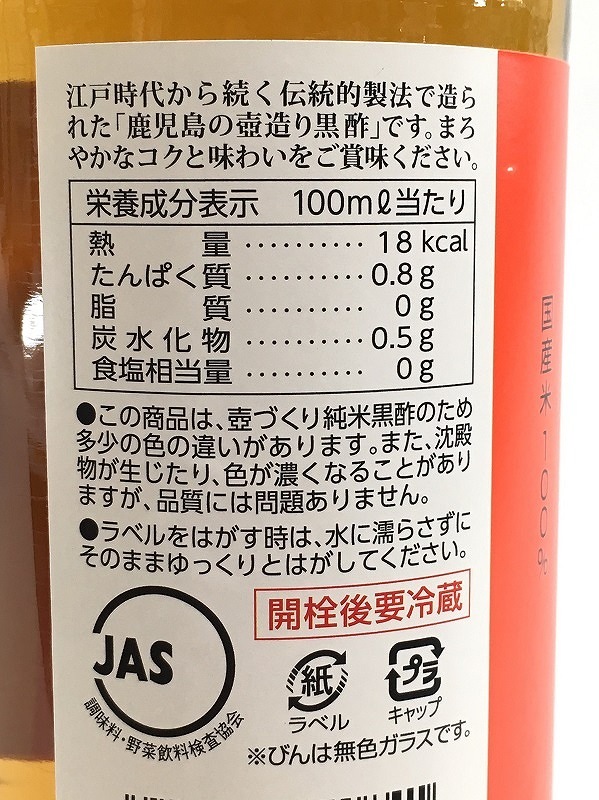 江戸時代から続く伝統的製法で造ら
れた「鹿児島の壺造り黒酢」です。まろ
やかなコクと味わいをご賞味ください。
栄養成分表示 100mℓ当たり
熱量 ·········· 18kcal
たんぱく質 ·········· 0.8g
脂質 ·········· 0g
炭水化物 ·········· 0.5g
食塩相当量 ·········· 0g
●この商品は、壺づくり純米黒酢のため
多少の色の違いがあります。また、沈殿
物が生じたり、色が濃くなることがあり
ますが、品質には問題ありません。
●ラベルをはがす時は、水に濡らさずに
そのままゆっくりとはがしてください。
開栓後要冷蔵
JAS
調味料・野菜飲料検査協会
紙
ラベル
プラ
キャップ
※びんは無色ガラスです。
国産米100%